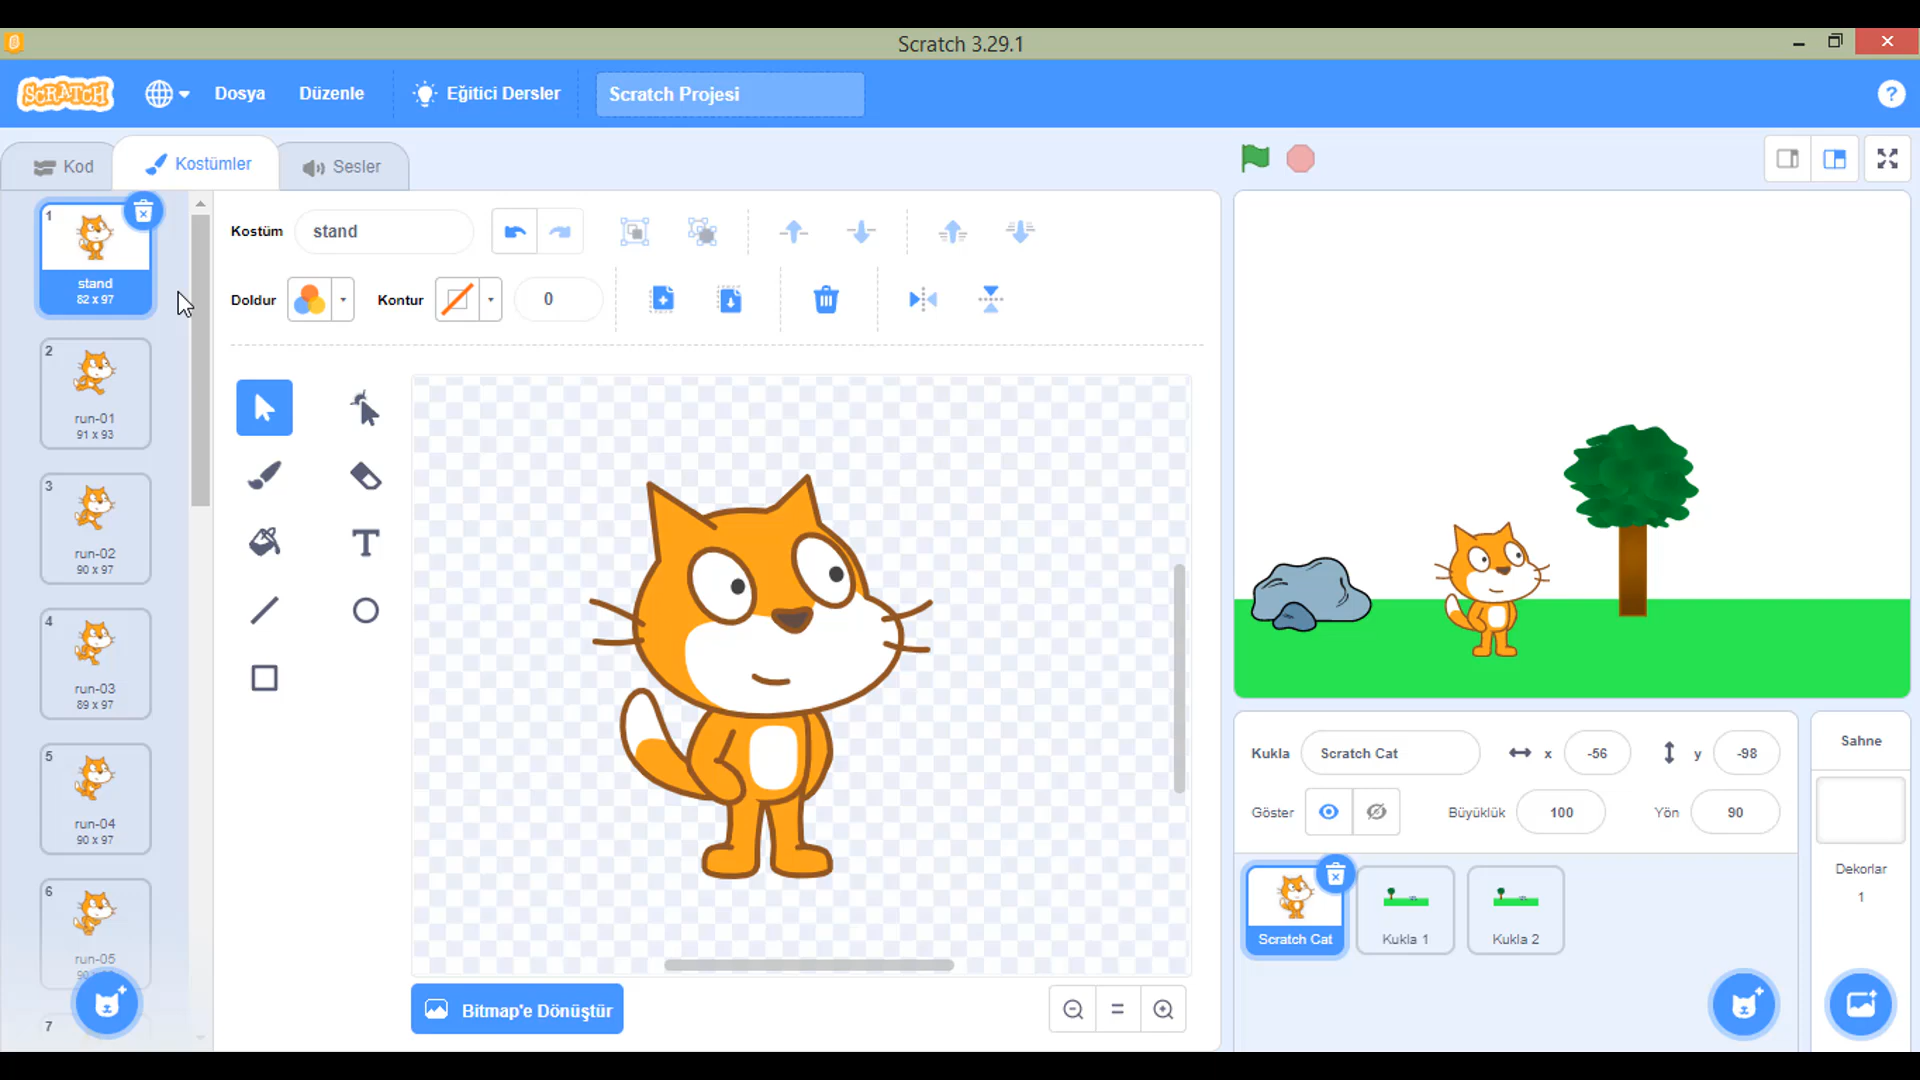 Scratch 3.29.1
SCRATCH
Dosya
Düzenle
Eğitici Dersler
Scratch Projesi
?
Kod
Kostümler
Sesler
1
stand
82 x 97
2
run-01
91 x 93
3
run-02
90 x 97
4
run-03
89 x 97
5
run-04
90 x 97
6
run-05
7
Kostüm
stand
Doldur
Kontur
0
T
Bitmap'e Dönüştür
Kukla
Scratch Cat
x
-56
y
-98
Göster
Büyüklük
100
Yön
90
Scratch Cat
Kukla 1
Kukla 2
Sahne
Dekorlar
1